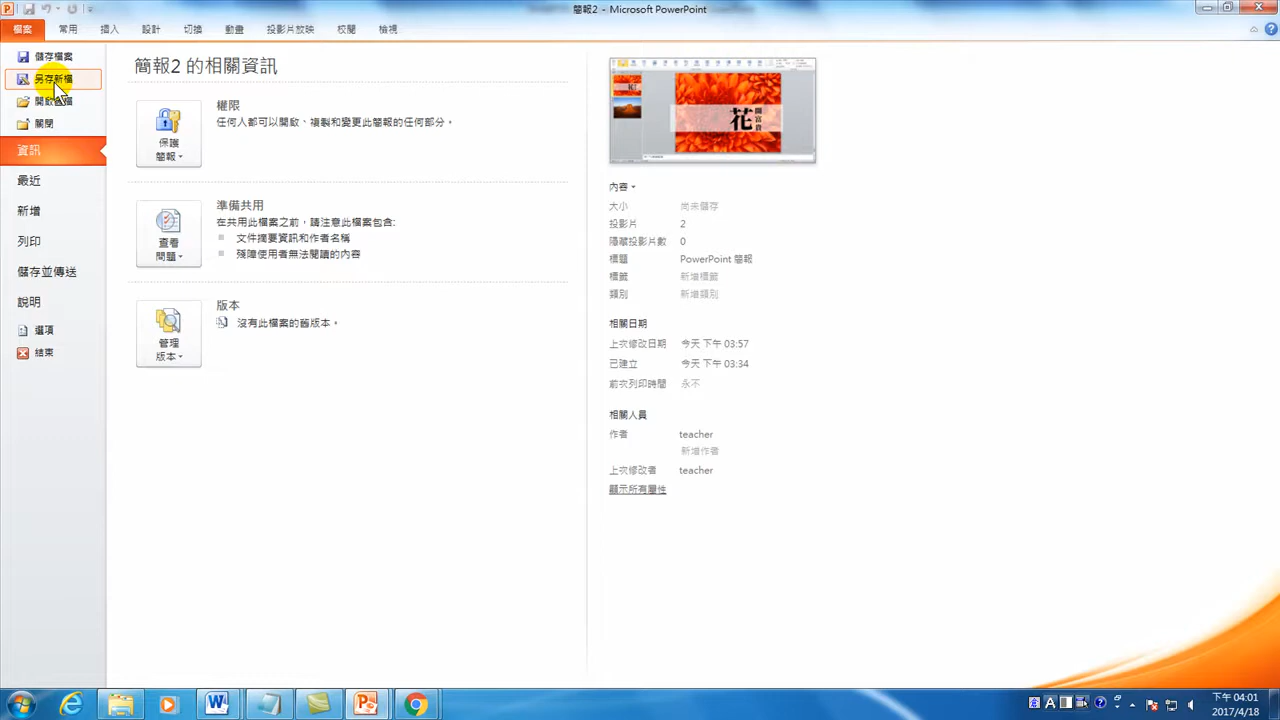 簡報2 - Microsoft PowerPoint
檔案 常用 插入 設計 切換 動畫 投影片放映 校閱 檢視
儲存檔案
另存新檔
開啟舊檔
關閉
資訊
最近
新增
列印
儲存並傳送
說明
選項
結束
簡報2 的相關資訊
保護
簡報
權限
任何人都可以開啟、複製和變更此簡報的任何部分。
查看
問題
準備共用
在共用此檔案之前，請注意此檔案包含:
文件摘要資訊和作者名稱
殘障使用者無法閱讀的內容
管理
版本
版本
沒有此檔案的舊版本。
花 開富貴
內容
大小 尚未儲存
投影片 2
隱藏投影片數 0
標題 PowerPoint 簡報
標籤 新增標籤
類別 新增類別
相關日期
上次修改日期 今天 下午 03:57
已建立 今天 下午 03:34
前次列印時間 永不
相關人員
作者 teacher
新增作者
上次修改者 teacher
顯示所有屬性
下午 04:01
2017/4/18